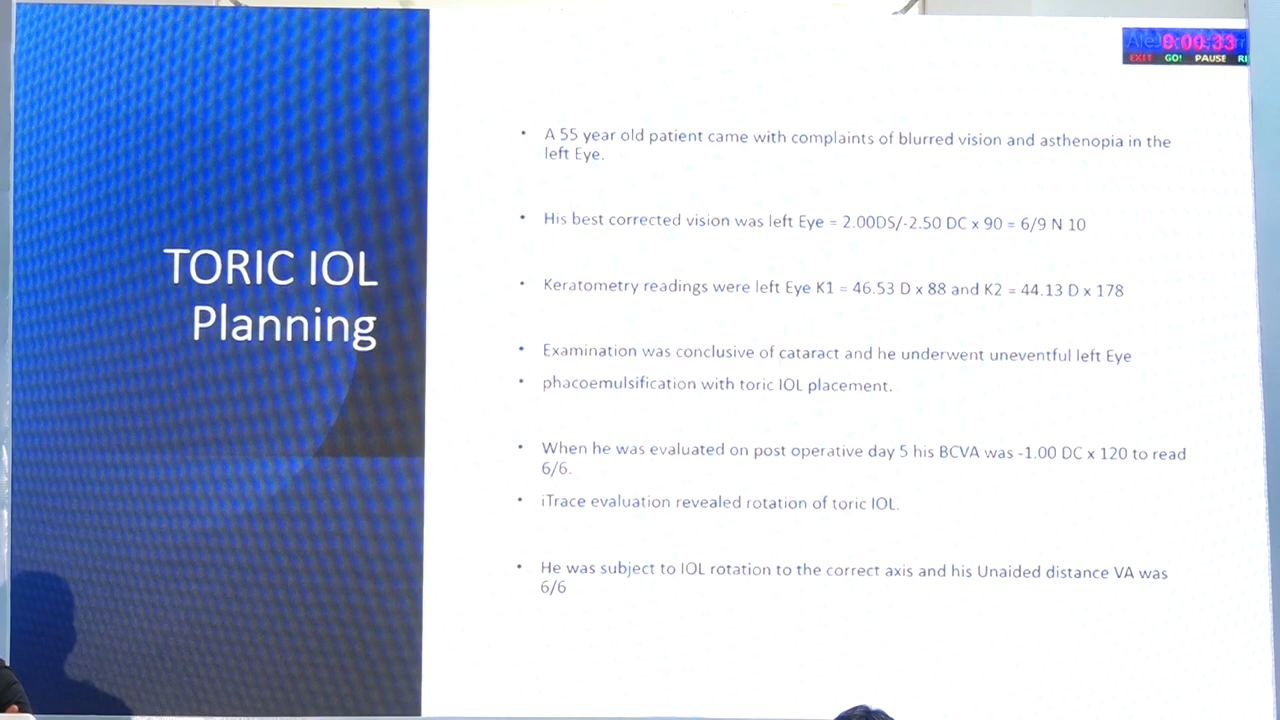 0:00:33
EXIT GO! PAUSE
TORIC IOL
Planning
• A 55 year old patient came with complaints of blurred vision and asthenopia in the
left Eye.
• His best corrected vision was left Eye = 2.00DS/-2.50 DC x 90 = 6/9 N 10
• Keratometry readings were left Eye K1 = 46.53 D x 88 and K2 = 44.13 D x 178
• Examination was conclusive of cataract and he underwent uneventful left Eye
• phacoemulsification with toric IOL placement.
• When he was evaluated on post operative day 5 his BCVA was -1.00 DC x 120 to read
6/6.
• iTrace evaluation revealed rotation of toric IOL.
• He was subject to IOL rotation to the correct axis and his Unaided distance VA was
6/6